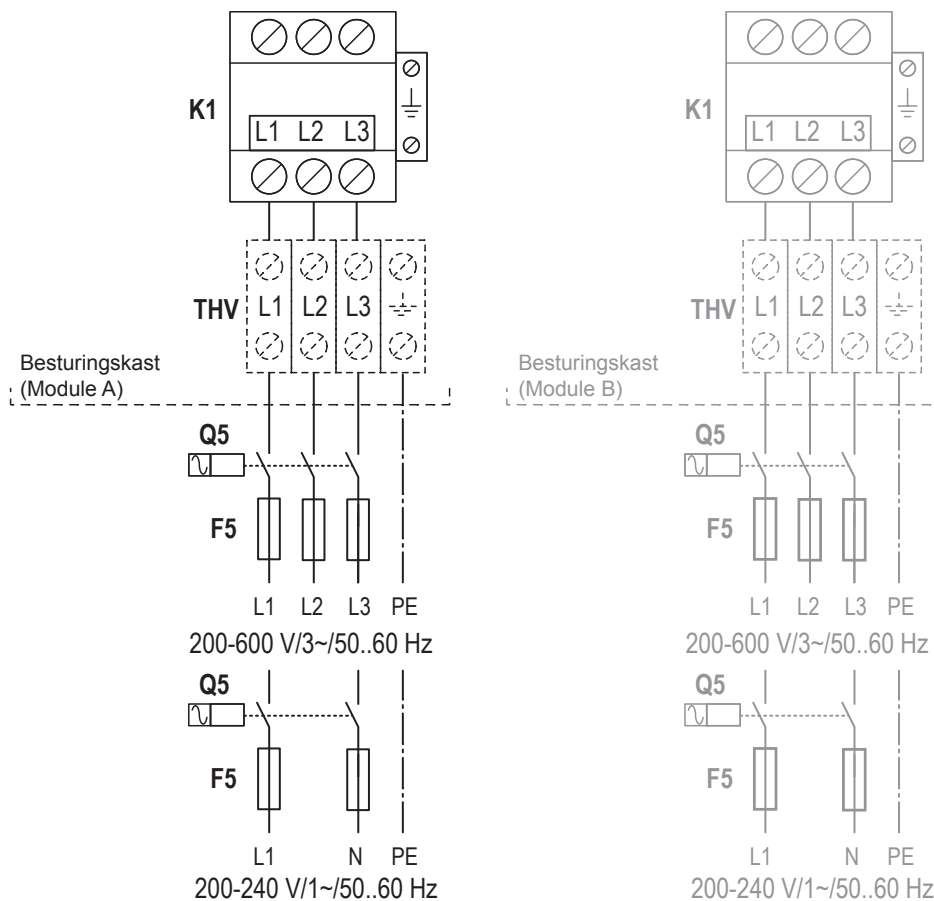 K1
L1 L2 L3
THV
L1 L2 L3
Besturingskast
(Module A)
Q5
F5
L1 L2 L3 PE
200-600 V/3~/50..60 Hz
Q5
F5
L1 N PE
200-240 V/1~/50..60 Hz
K1
L1 L2 L3
THV
L1 L2 L3
Besturingskast
(Module B)
Q5
F5
L1 L2 L3 PE
200-600 V/3~/50..60 Hz
Q5
F5
L1 N PE
200-240 V/1~/50..60 Hz